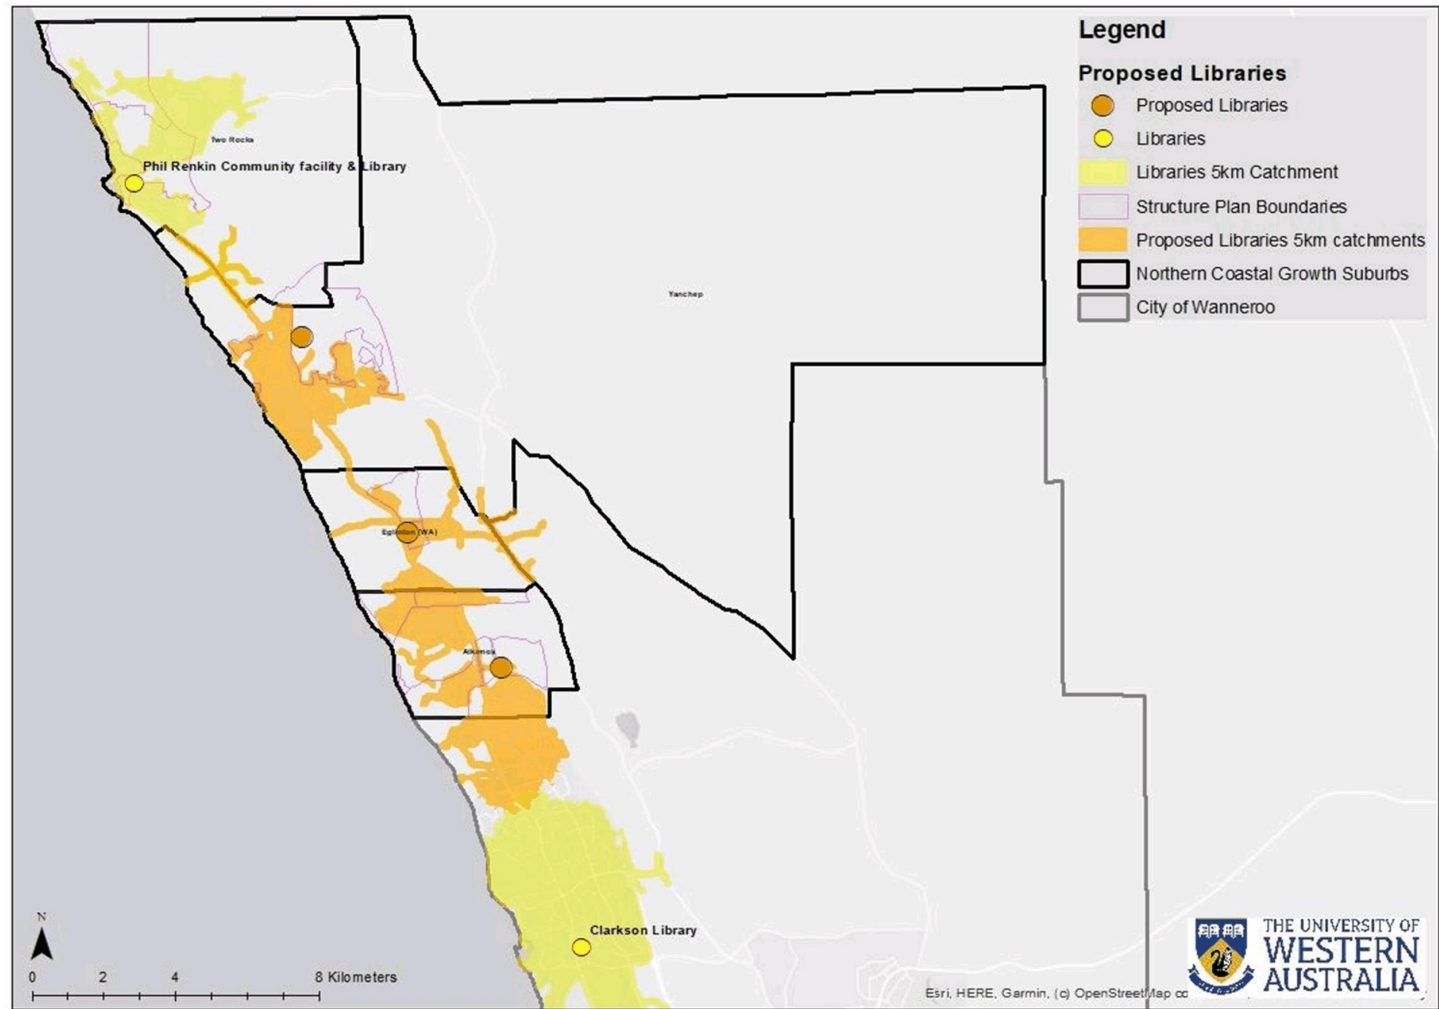 Legend
Proposed Libraries
Proposed Libraries
Libraries
Libraries 5km Catchment
Structure Plan Boundaries
Proposed Libraries 5km catchments
Northern Coastal Growth Suburbs
City of Wanneroo
Two Rocks
Phil Renkin Community facility & Library
Yanchep
Eglinton (WA)
Alkimos
Clarkson Library
N
0 2 4 8 Kilometers
THE UNIVERSITY OF
WESTERN
AUSTRALIA
Esri, HERE, Garmin, (c) OpenStreetMap